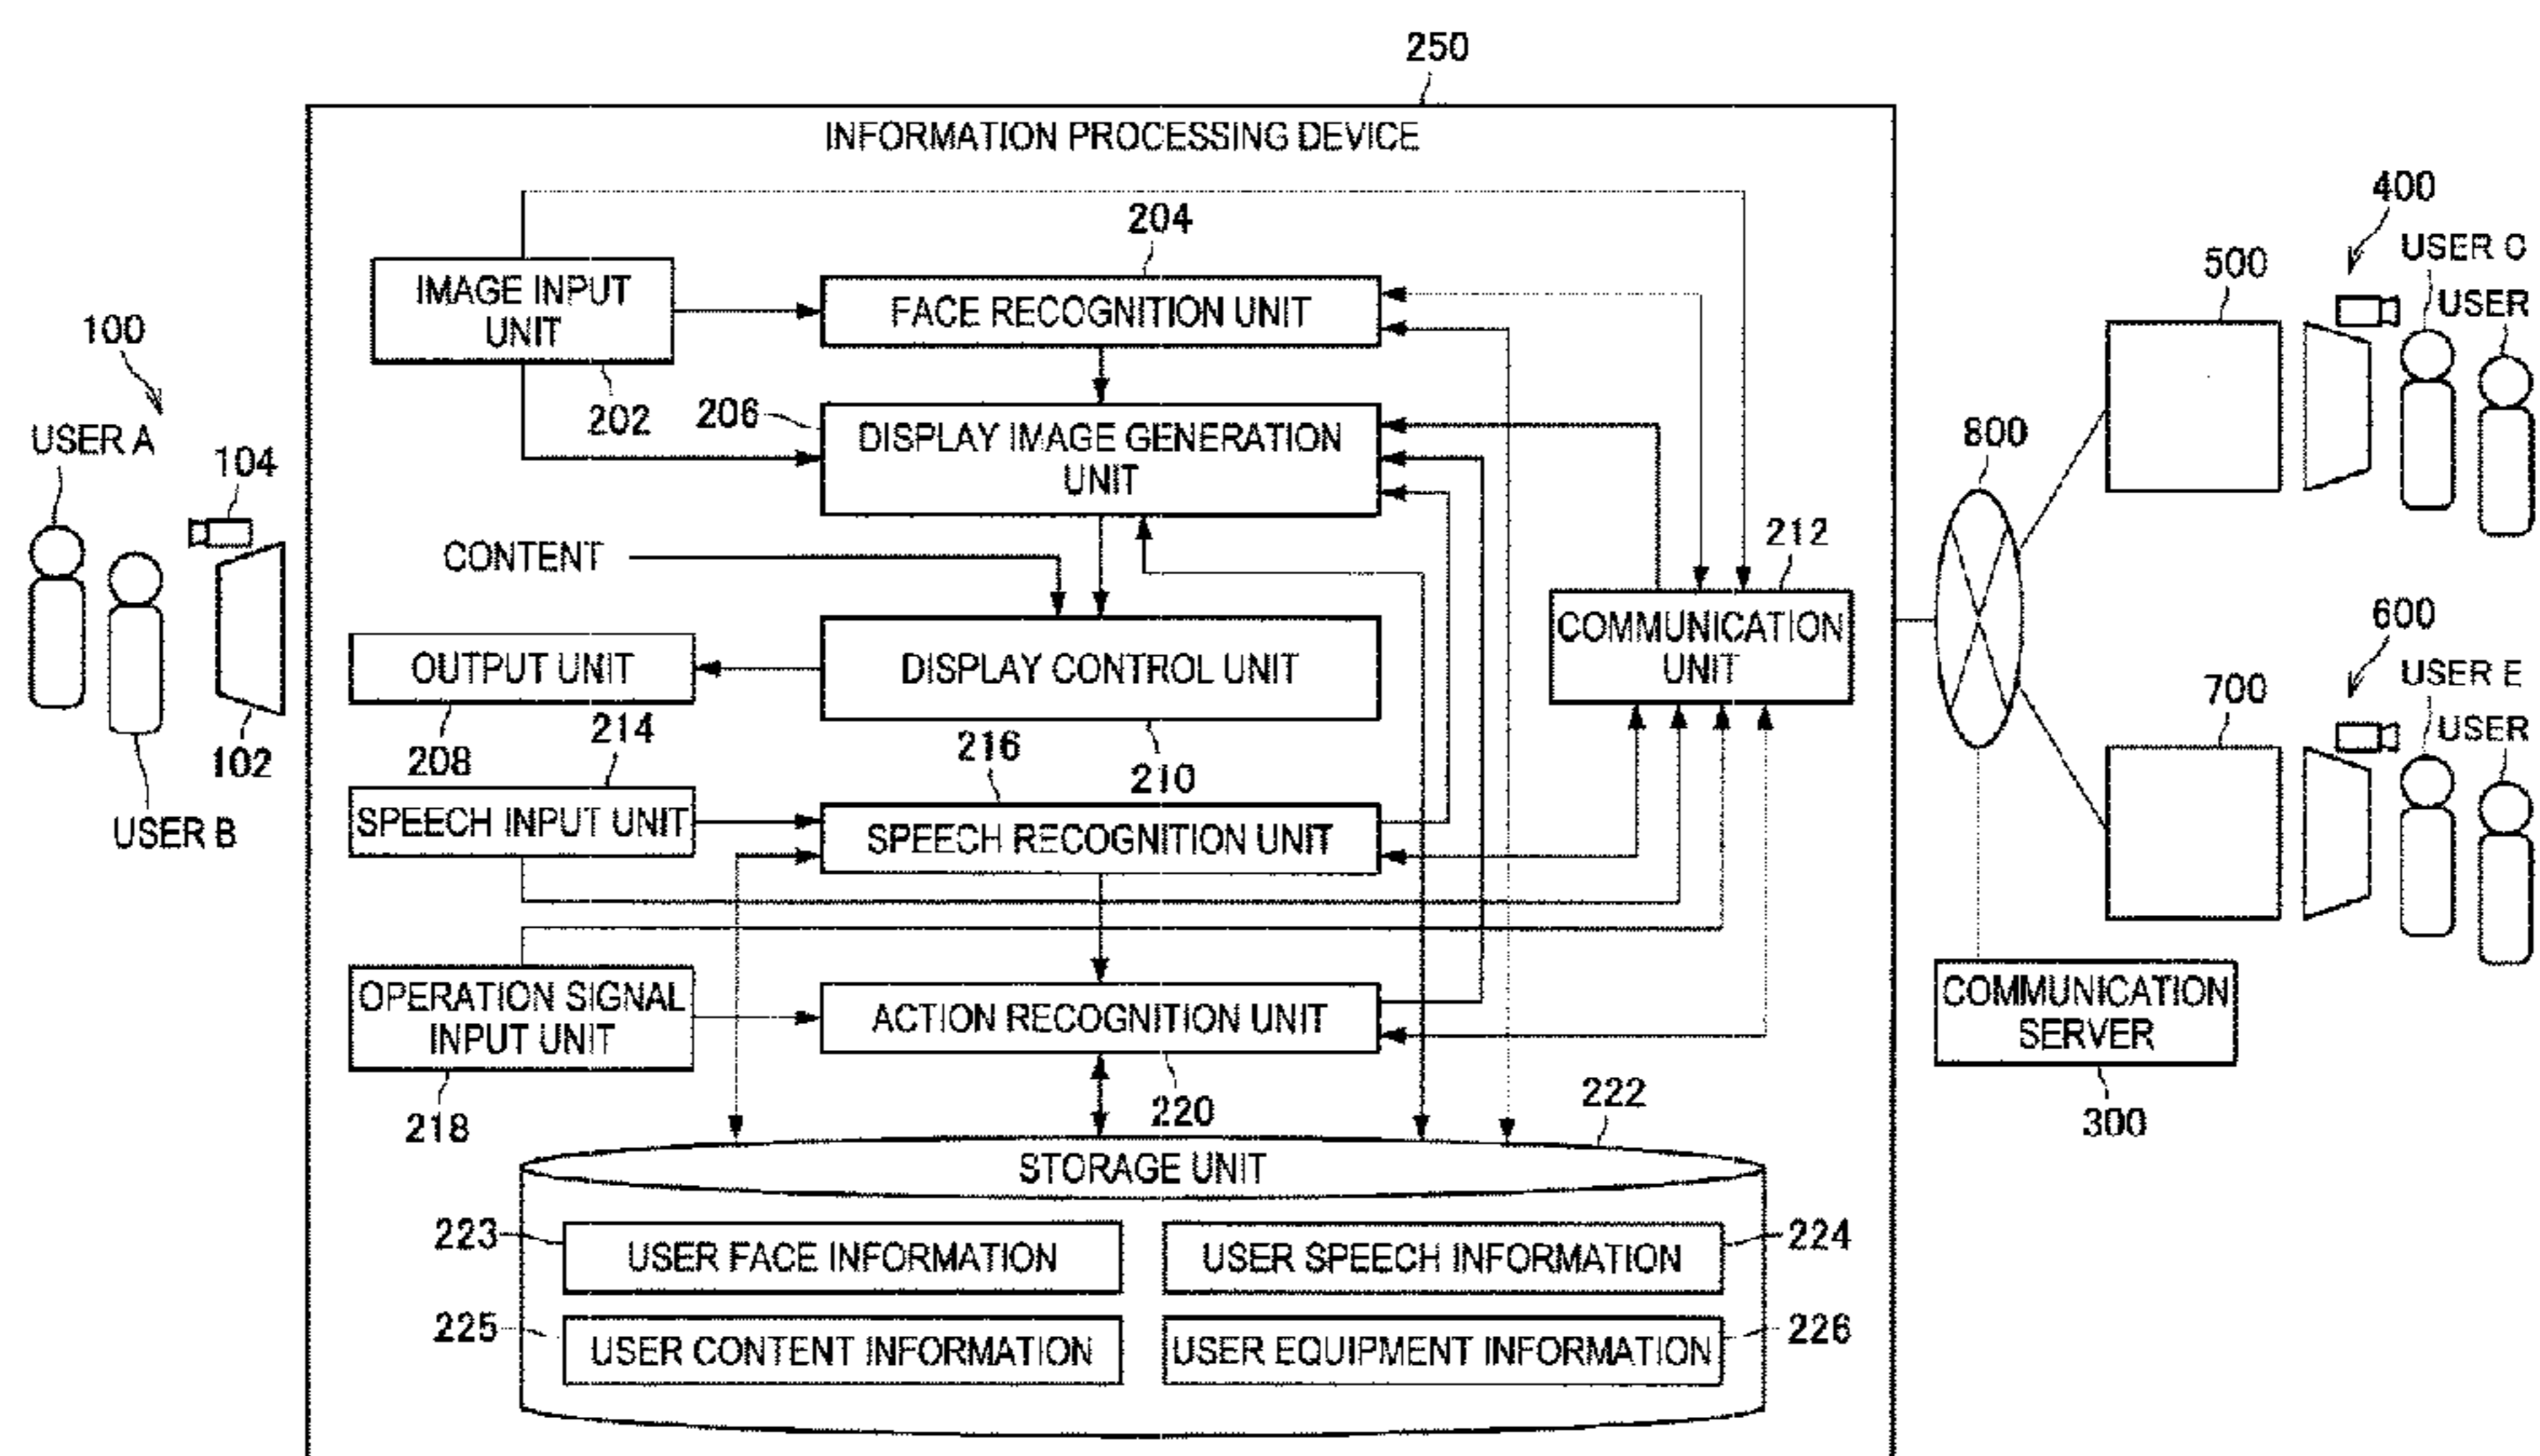 250
INFORMATION PROCESSING DEVICE
204
400
USER C
500
USER
IMAGE INPUT
UNIT
FACE RECOGNITION UNIT
100
202
206
DISPLAY IMAGE GENERATION
UNIT
USER A
104
800
CONTENT
212
COMMUNICATION
UNIT
OUTPUT UNIT
DISPLAY CONTROL UNIT
600
USER E
700
USER
102
208
214
216
210
SPEECH INPUT UNIT
SPEECH RECOGNITION UNIT
USER B
OPERATION SIGNAL
INPUT UNIT
ACTION RECOGNITION UNIT
COMMUNICATION
SERVER
218
220
222
300
STORAGE UNIT
223
USER FACE INFORMATION
USER SPEECH INFORMATION
224
225
USER CONTENT INFORMATION
USER EQUIPMENT INFORMATION
226